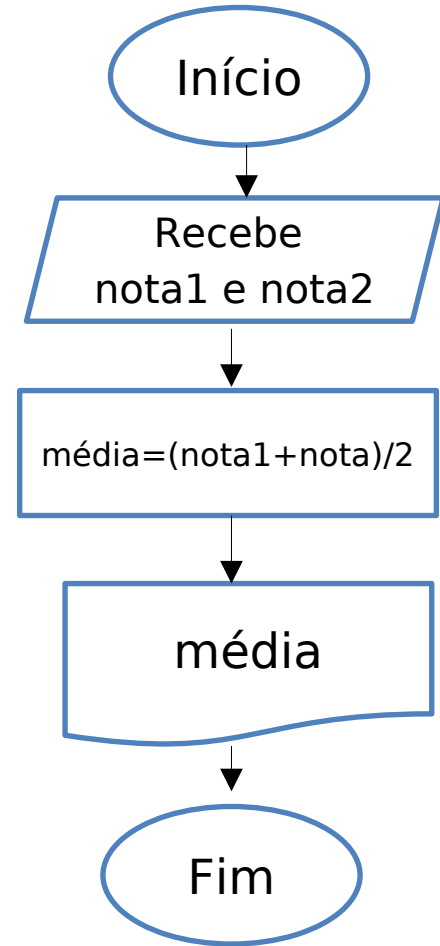 Início
Recebe
nota1 e nota2
média=(nota1+nota)/2
média
Fim